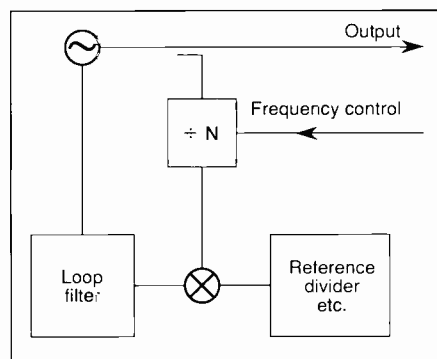 Output
÷ N
Frequency control
Loop
filter
Reference
divider
etc.